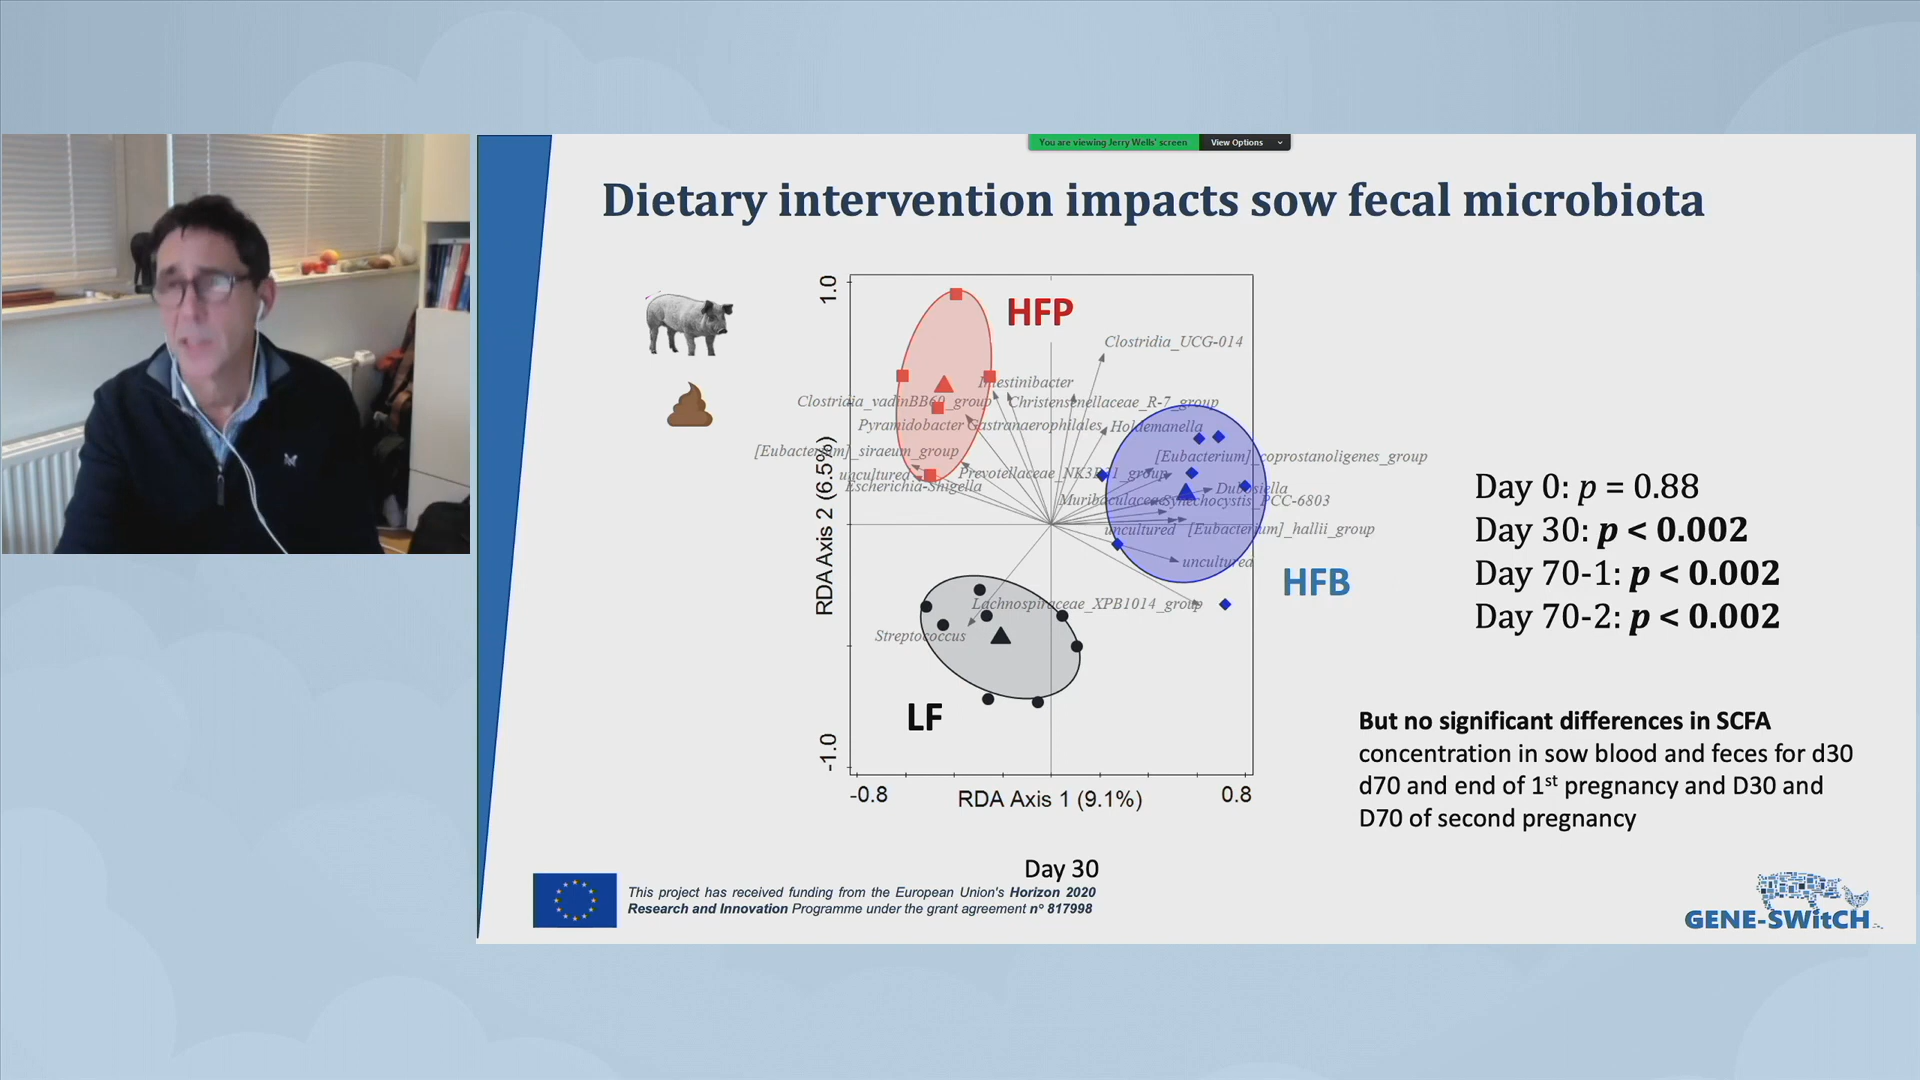 You are viewing Jerry Wells' screen View Options
Dietary intervention impacts sow fecal microbiota
1.0
HFP
Clostridia_UCG-014
Intestinibacter
Clostridia_vadinBB60_group
Christensenellaceae_R-7_group
Pyramidobacter
Gastranaerophilales
Holdemanella
[Eubacterium]_siraeum_group
[Eubacterium]_coprostanoligenes_group
uncultured
Prevotellaceae_NK3B31_group
Escherichia-Shigella
Dubosiella
Muribaculaceae
Synechocystis_PCC-6803
uncultured
[Eubacterium]_hallii_group
uncultured
HFB
Lachnospiraceae_XPB1014_group
Streptococcus
LF
RDA Axis 2 (6.5%)
-1.0
-0.8
RDA Axis 1 (9.1%)
0.8
Day 30
Day 0: p = 0.88
Day 30: p < 0.002
Day 70-1: p < 0.002
Day 70-2: p < 0.002
But no significant differences in SCFA
concentration in sow blood and feces for d30
d70 and end of 1st pregnancy and D30 and
D70 of second pregnancy
This project has received funding from the European Union's Horizon 2020
Research and Innovation Programme under the grant agreement nº 817998
GENE-SWitCH